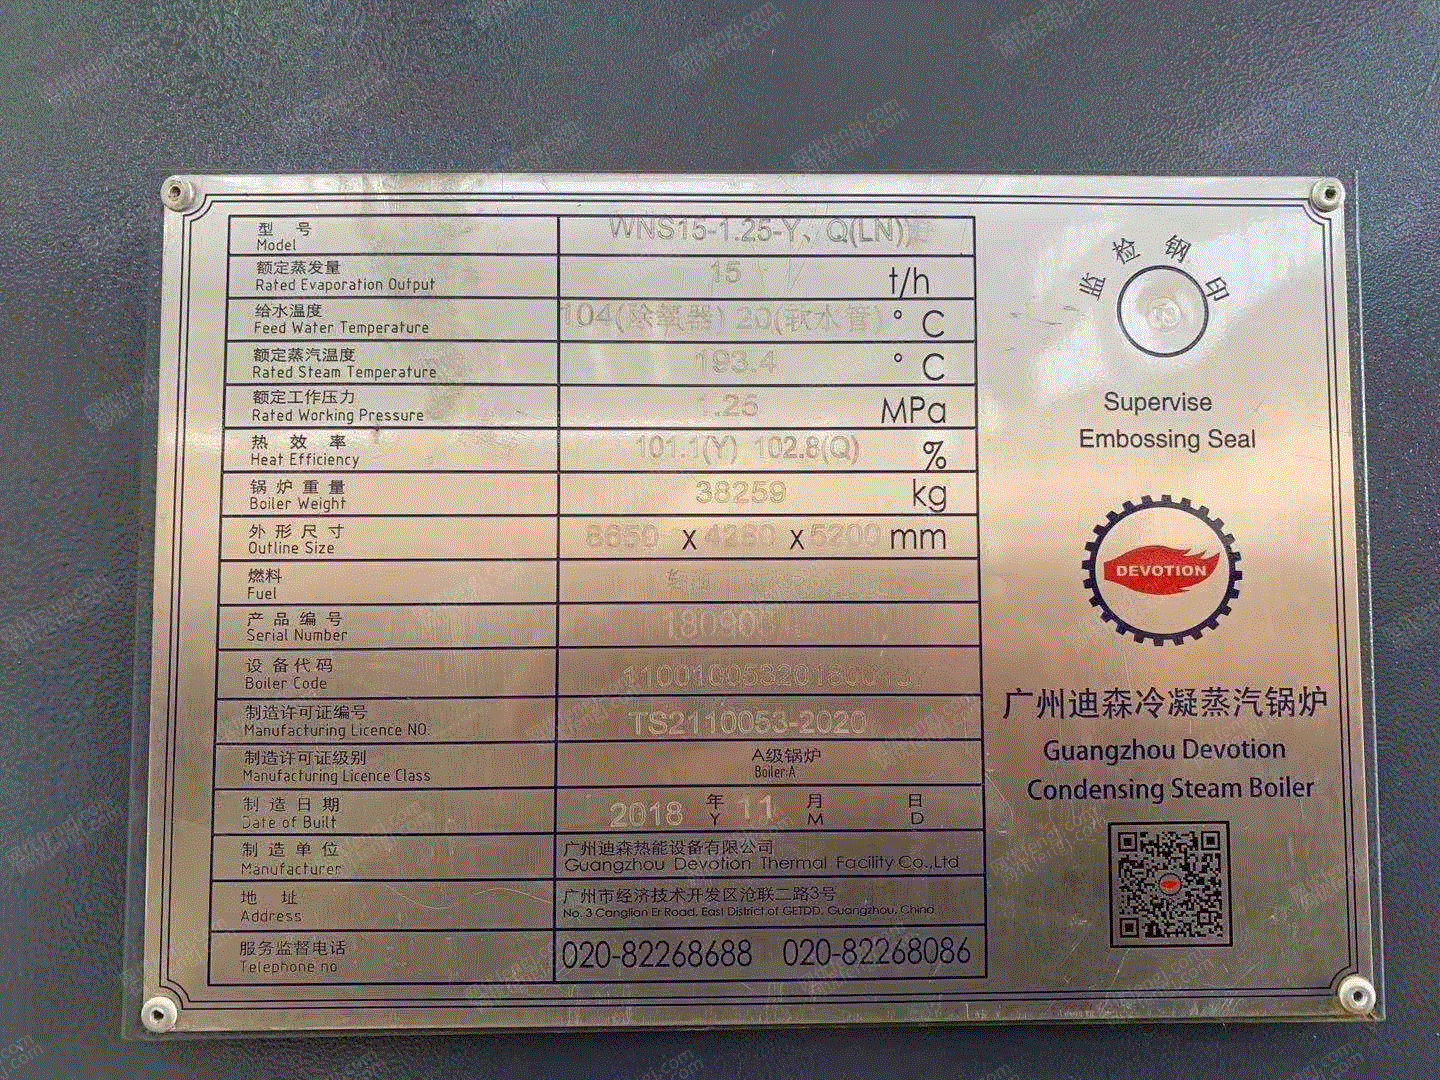 型 号
Model
WNS15-1.25-Y、Q(LN)
额定蒸发量
Rated Evaporation Output
15 t/h
给水温度
Feed Water Temperature
104(除氧器) 20(软水管) ° C
额定蒸汽温度
Rated Steam Temperature
193.4 ° C
额定工作压力
Rated Working Pressure
1.25 MPa
热 效 率
Heat Efficiency
101.1(Y) 102.8(Q) %
锅 炉 重 量
Boiler Weight
38259 kg
外 形 尺 寸
Outline Size
8650 x 4280 x 5200 mm
燃料
Fuel
产 品 编 号
Serial Number
设 备 代 码
Boiler Code
制造许可证编号
Manufacturing Licence NO.
TS2110053-2020
制造许可证级别
Manufacturing Licence Class
A级锅炉
Boiler:A
制 造 日 期
Date of Built
2018 年 11 月 日
Y M D
制 造 单 位
Manufacturer
广州迪森热能设备有限公司
Guangzhou Devotion Thermal Facility Co.,Ltd
地 址
Address
广州市经济技术开发区沧联二路3号
No. 3 Canglian Er Road, East District of GETDD, Guangzhou, China
服务监督电话
Telephone no
020-82268688 020-82268086
监检钢印
TS
Supervise
Embossing Seal
DEVOTION
广州迪森冷凝蒸汽锅炉
Guangzhou Devotion
Condensing Steam Boiler